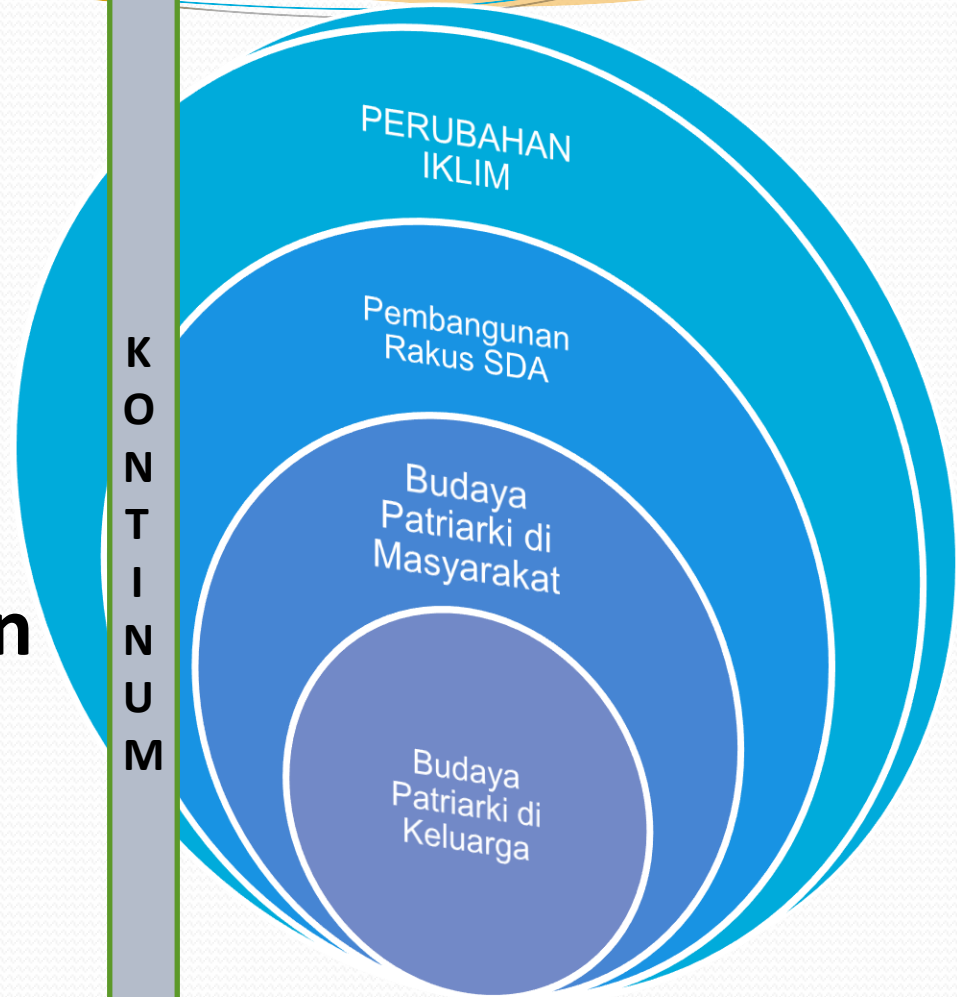 PERUBAHAN
IKLIM
Pembangunan
Rakus SDA
Budaya
Patriarki di
Masyarakat
Budaya
Patriarki di
Keluarga
K
O
N
T
I
N
U
M
n